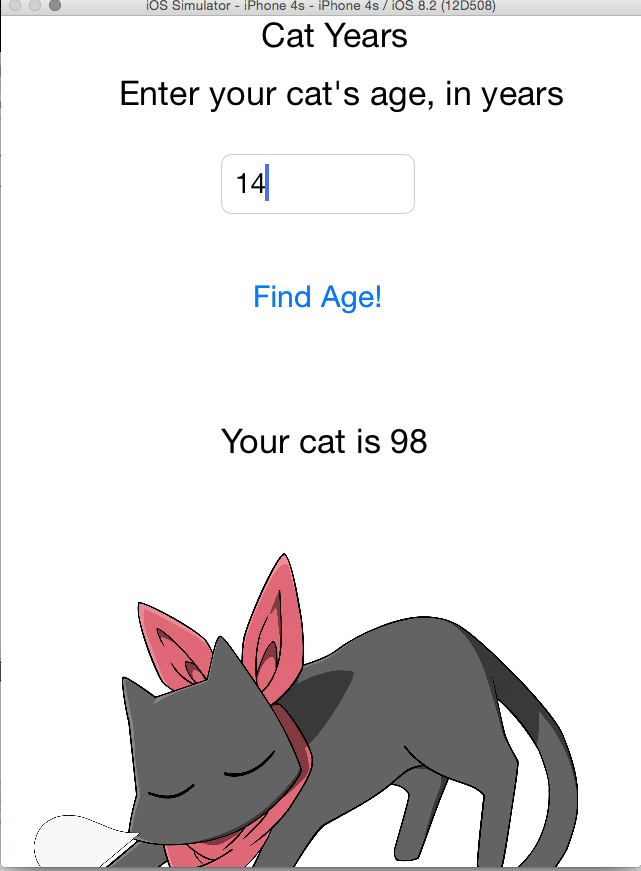 iOS Simulator - iPhone 4s - iPhone 4s / iOS 8.2 (12D508)
Cat Years
Enter your cat's age, in years
14
Find Age!
Your cat is 98